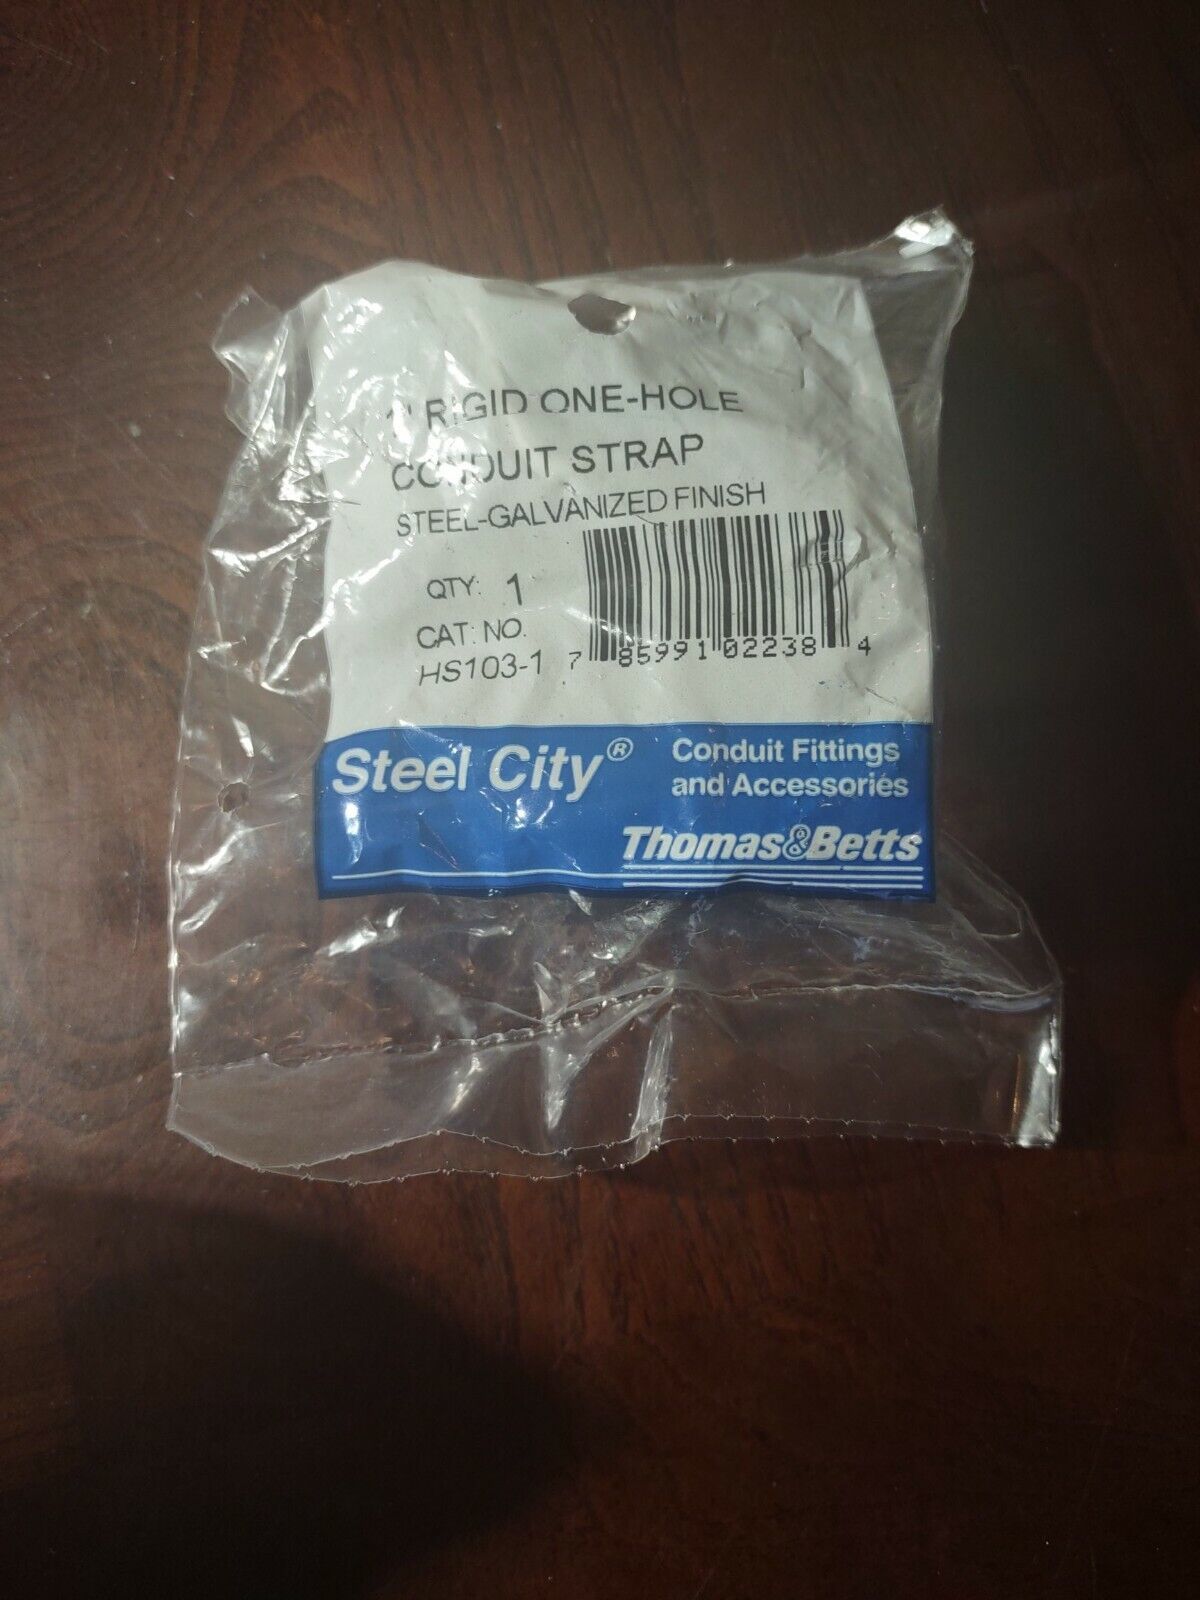 1" RIGID ONE-HOLE
CONDUIT STRAP
STEEL-GALVANIZED FINISH
QTY: 1
CAT: NO.
HS103-1
7 85991 02238 4
Steel City®
Conduit Fittings
and Accessories
Thomas&Betts